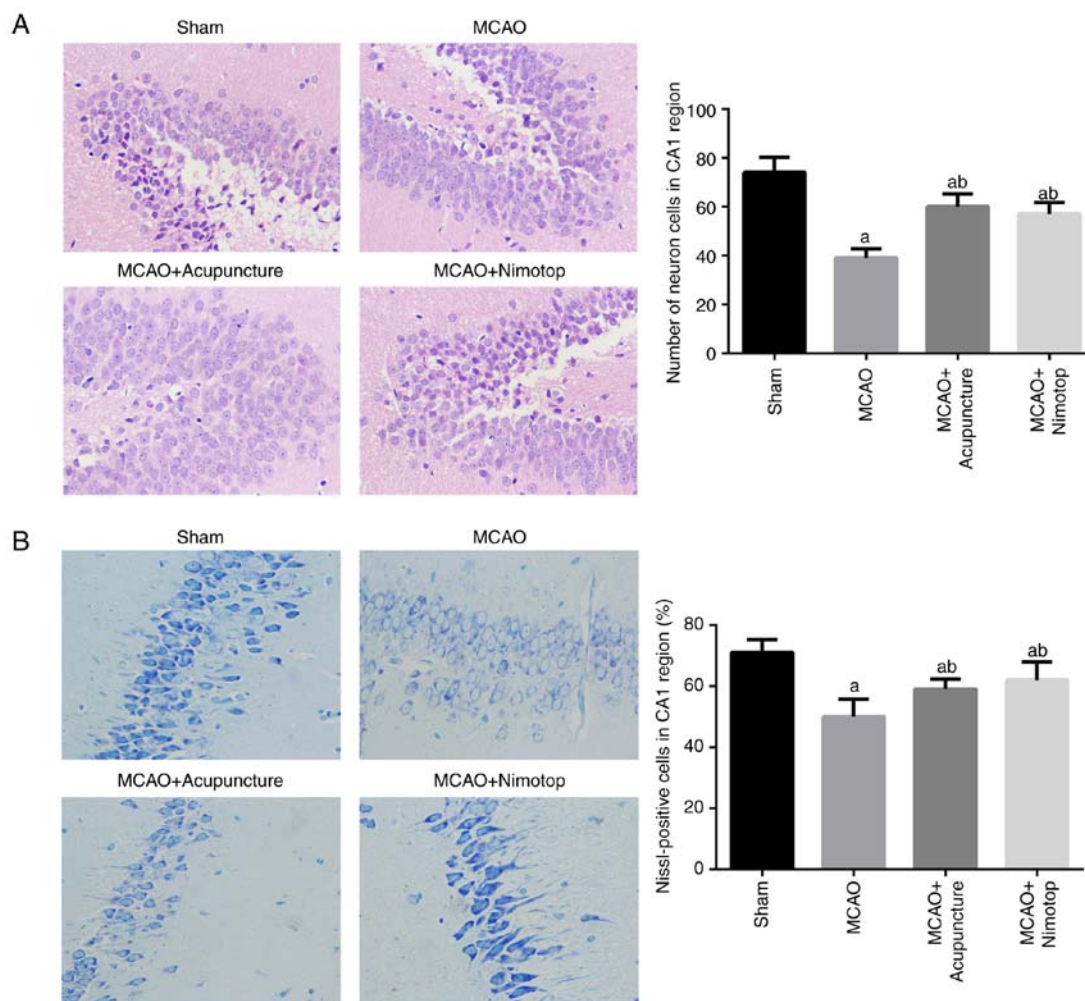 A
Sham
MCAO
MCAO+Acupuncture
MCAO+Nimotop
Number of neuron cells in CA1 region
100
80
60
40
20
0
a
ab
ab
Sham
MCAO
MCAO+
Acupuncture
MCAO+
Nimotop
B
Sham
MCAO
MCAO+Acupuncture
MCAO+Nimotop
Nissl-positive cells in CA1 region (%)
80
60
40
20
0
a
ab
ab
Sham
MCAO
MCAO+
Acupuncture
MCAO+
Nimotop